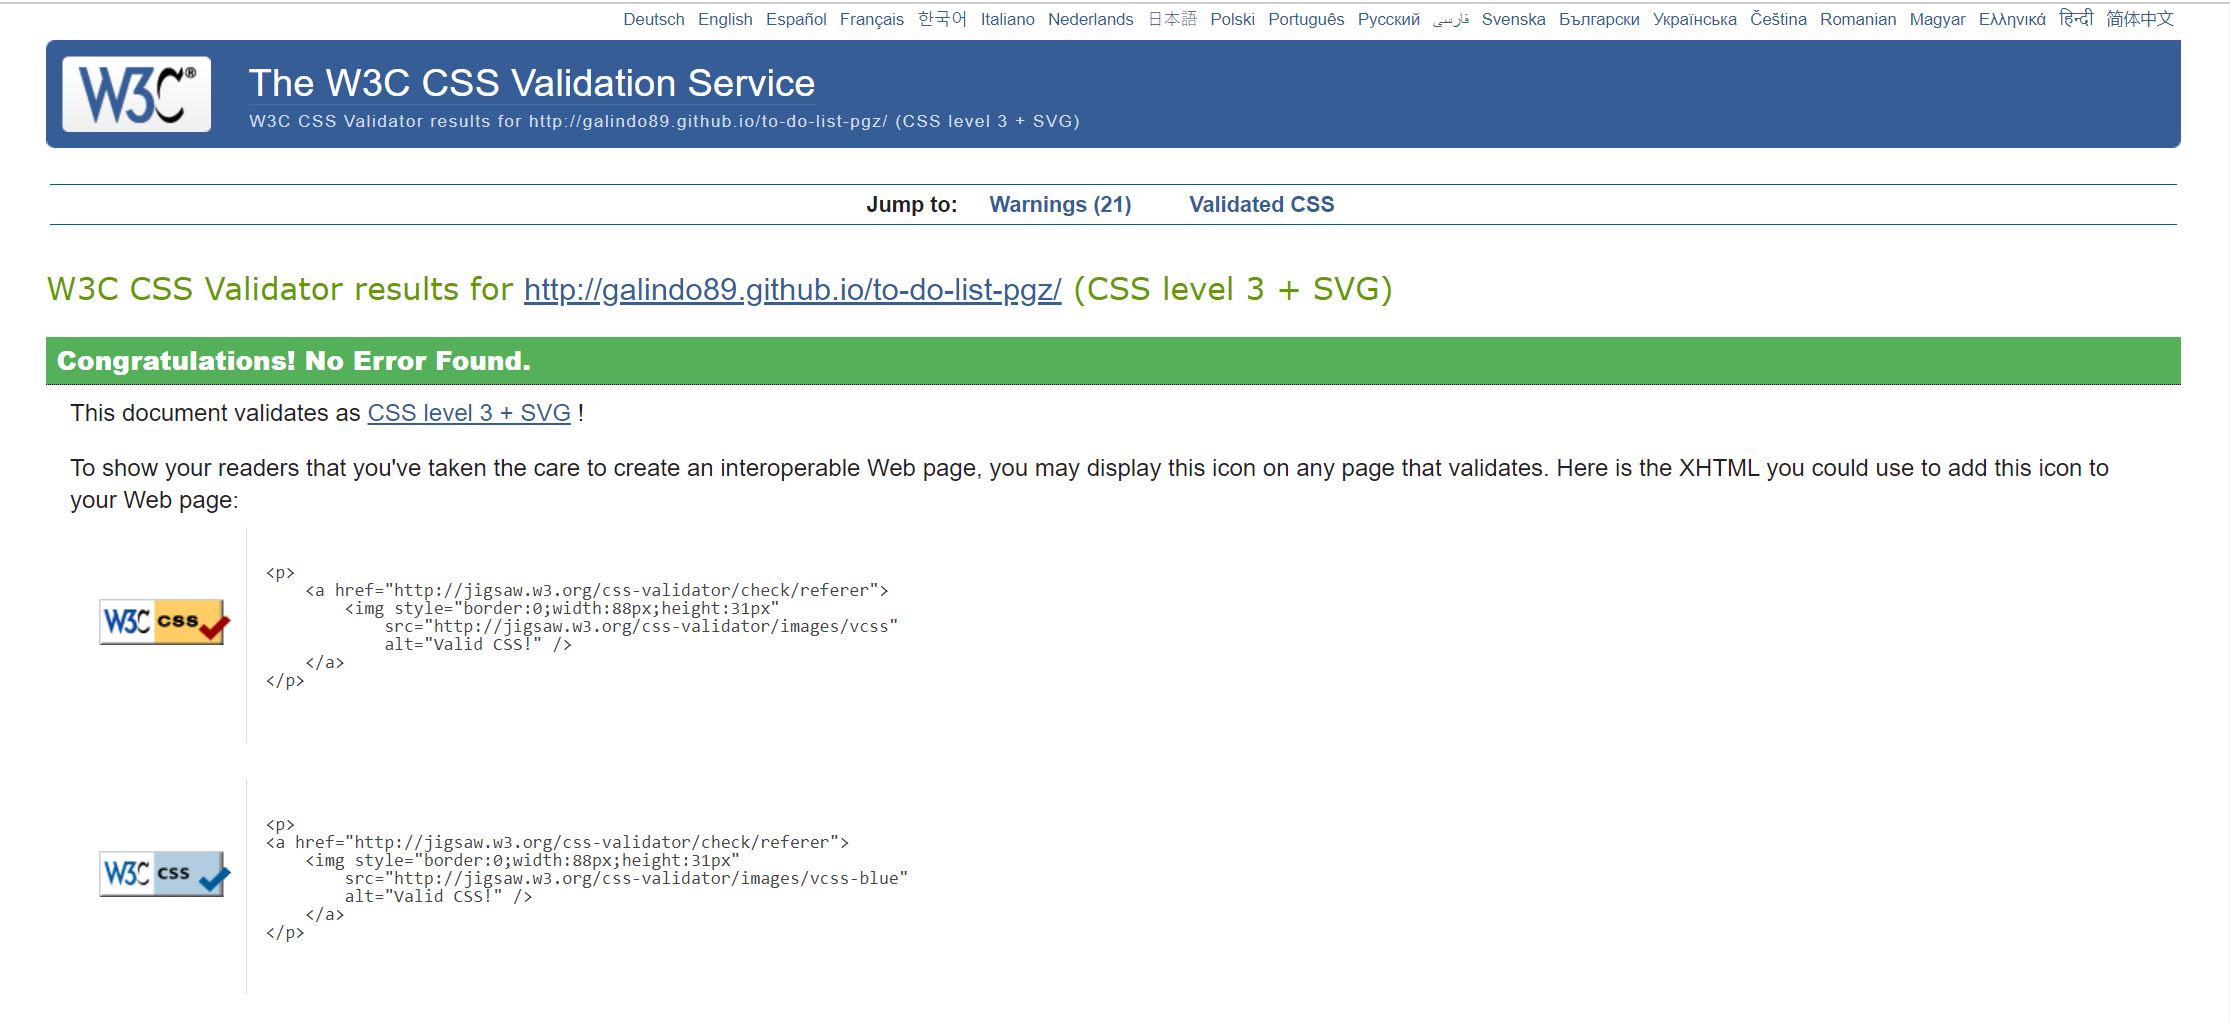 Deutsch English Español Français 한국어 Italiano Nederlands 日本語 Polski Português Русский فارسی Svenska Български Українська Čeština Romanian Magyar Ελληνικά हिन्दी 简体中文
W3C®
The W3C CSS Validation Service
W3C CSS Validator results for http://galindo89.github.io/to-do-list-pgz/ (CSS level 3 + SVG)
Jump to: Warnings (21) Validated CSS
W3C CSS Validator results for http://galindo89.github.io/to-do-list-pgz/ (CSS level 3 + SVG)
Congratulations! No Error Found.
This document validates as CSS level 3 + SVG !
To show your readers that you've taken the care to create an interoperable Web page, you may display this icon on any page that validates. Here is the XHTML you could use to add this icon to
your Web page:
W3C css
<p>
    <a href="http://jigsaw.w3.org/css-validator/check/referer">
        <img style="border:0;width:88px;height:31px"
            src="http://jigsaw.w3.org/css-validator/images/vcss"
            alt="Valid CSS!" />
    </a>
</p>
W3C css
<p>
<a href="http://jigsaw.w3.org/css-validator/check/referer">
    <img style="border:0;width:88px;height:31px"
        src="http://jigsaw.w3.org/css-validator/images/vcss-blue"
        alt="Valid CSS!" />
    </a>
</p>